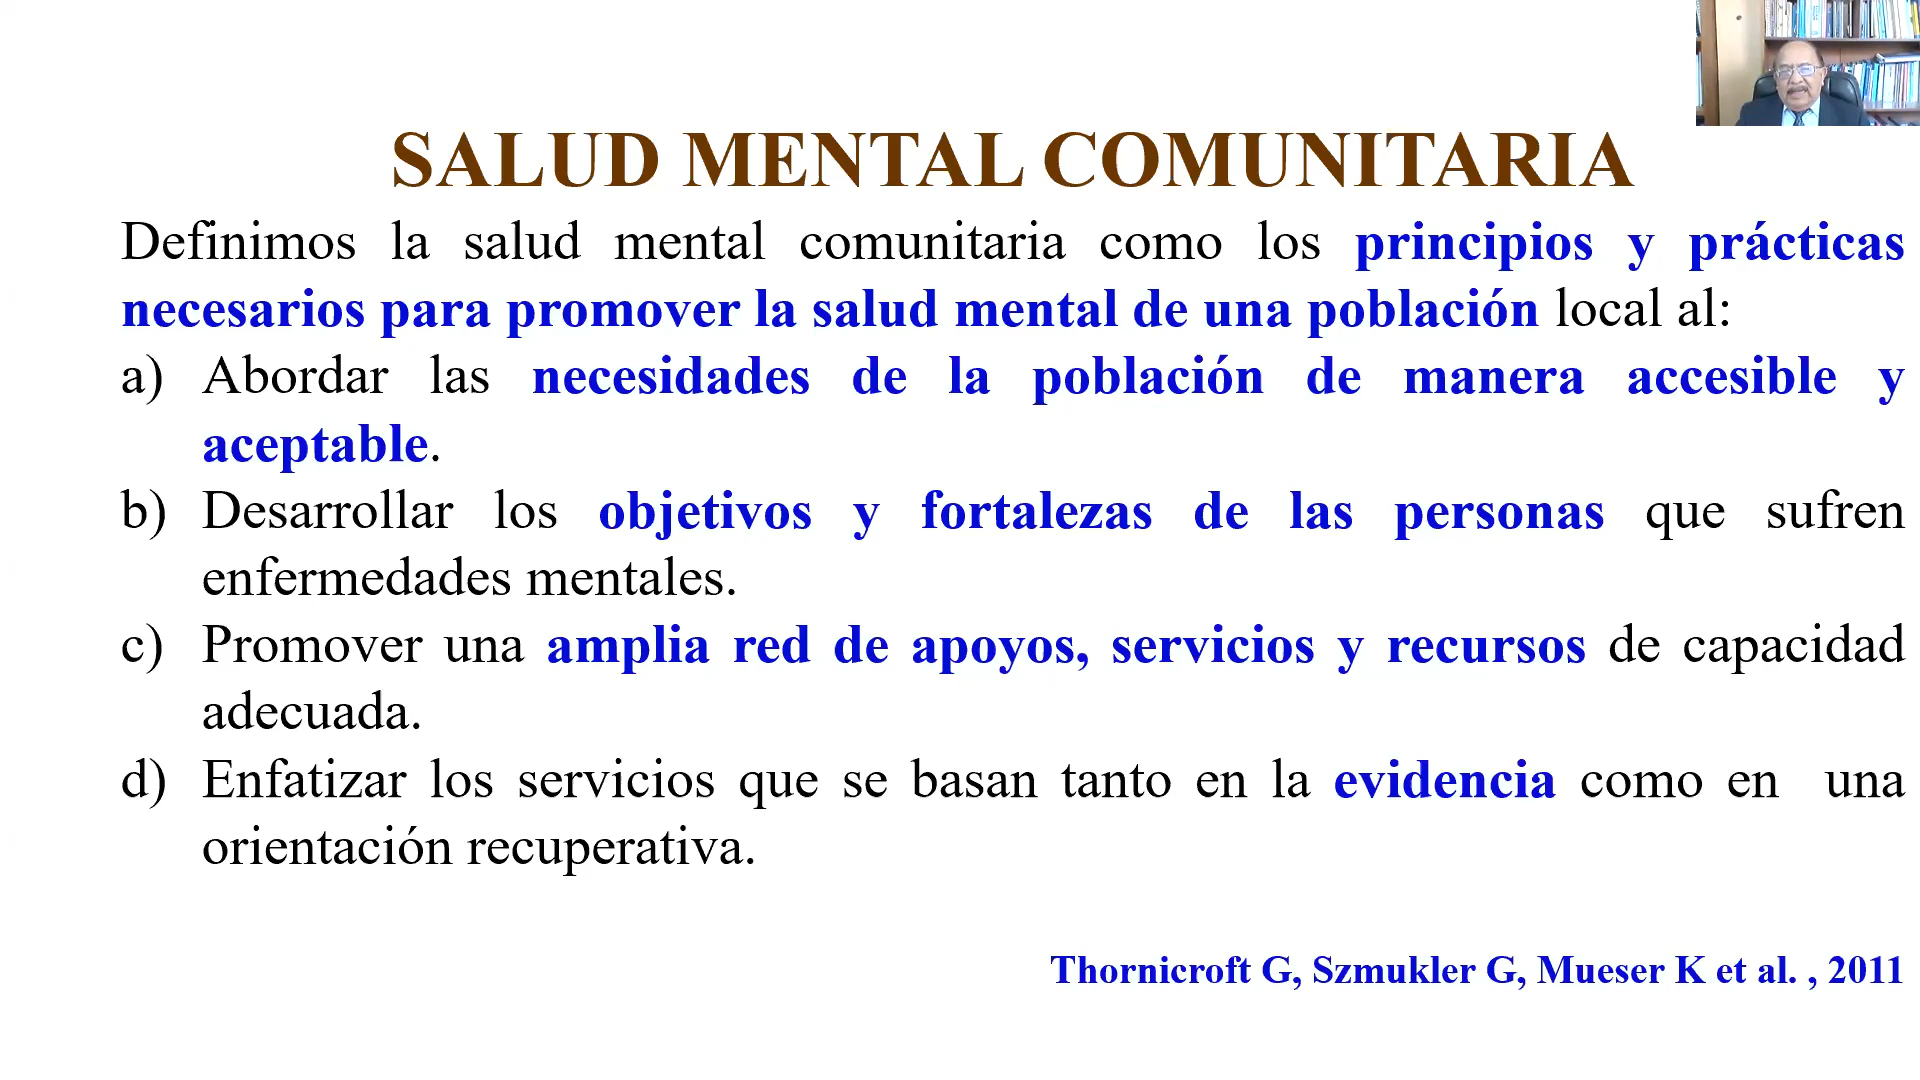 SALUD MENTAL COMUNITARIA
Definimos la salud mental comunitaria como los principios y prácticas
necesarios para promover la salud mental de una población local al:
a) Abordar las necesidades de la población de manera accesible y
aceptable.
b) Desarrollar los objetivos y fortalezas de las personas que sufren
enfermedades mentales.
c) Promover una amplia red de apoyos, servicios y recursos de capacidad
adecuada.
d) Enfatizar los servicios que se basan tanto en la evidencia como en una
orientación recuperativa.
Thornicroft G, Szmukler G, Mueser K et al. , 2011